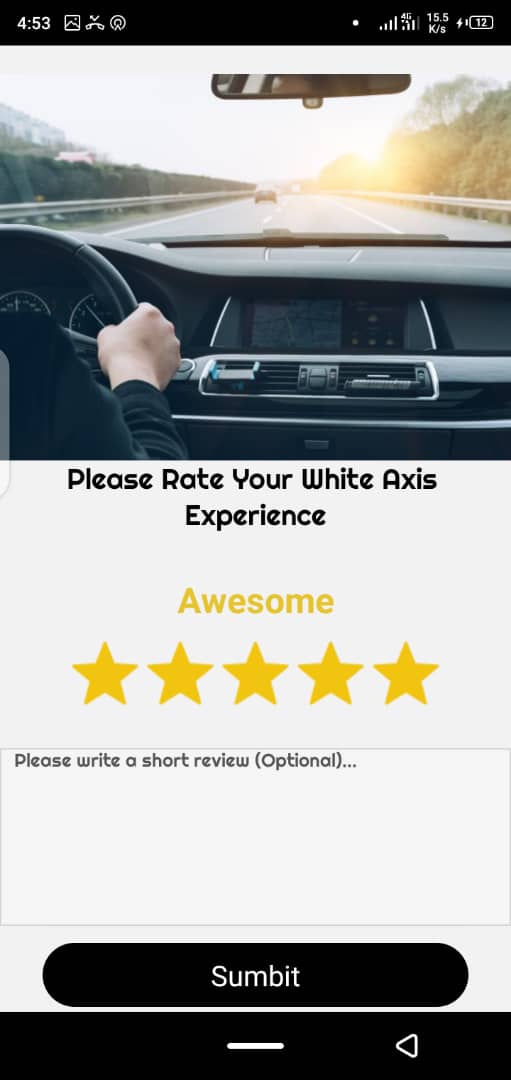 4:53
4G
15.5
K/s
12
Please Rate Your White Axis
Experience
Awesome
Please write a short review (Optional)...
Sumbit